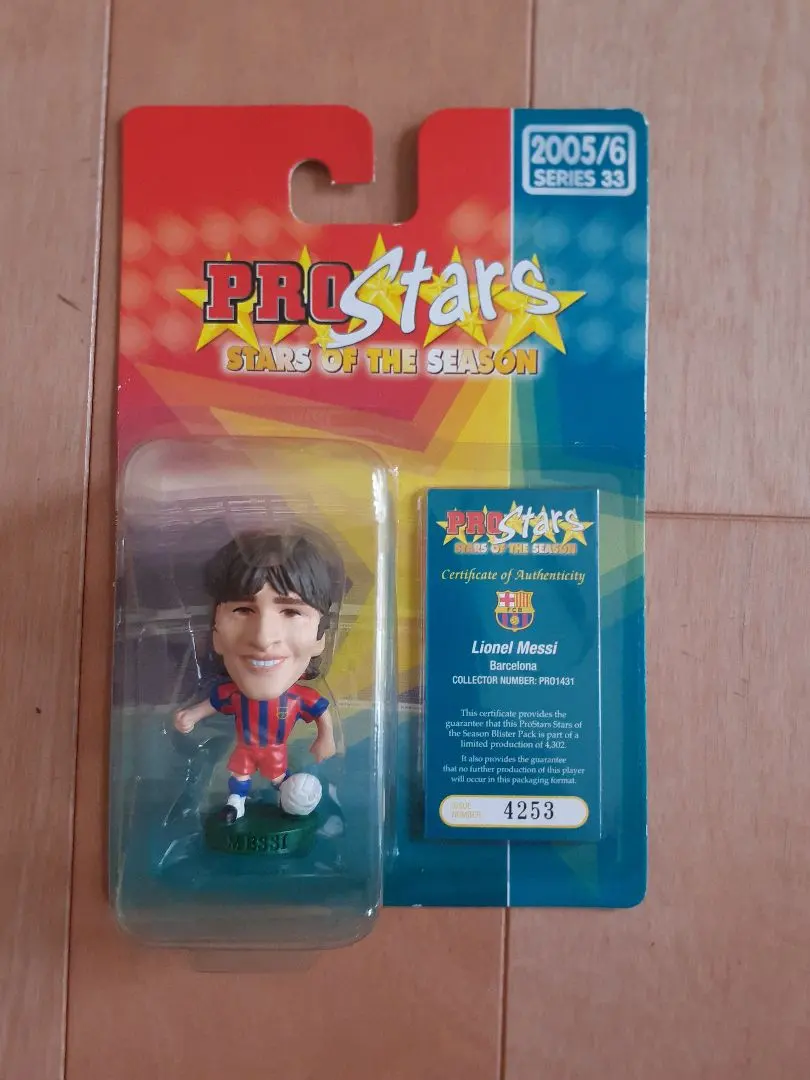 2005/6
SERIES 33
PROStars
STARS OF THE SEASON
PROStars
STARS OF THE SEASON
Certificate of Authenticity
FCB
Lionel Messi
Barcelona
COLLECTOR NUMBER: PRO1431
This certificate provides the
guarantee that this ProStars Stars of
the Season Blister Pack is part of a
limited production of 4,302.
It also provides the guarantee
that no further production of this player
will occur in this packaging format.
ISSUE
NUMBER
4253
MESSI